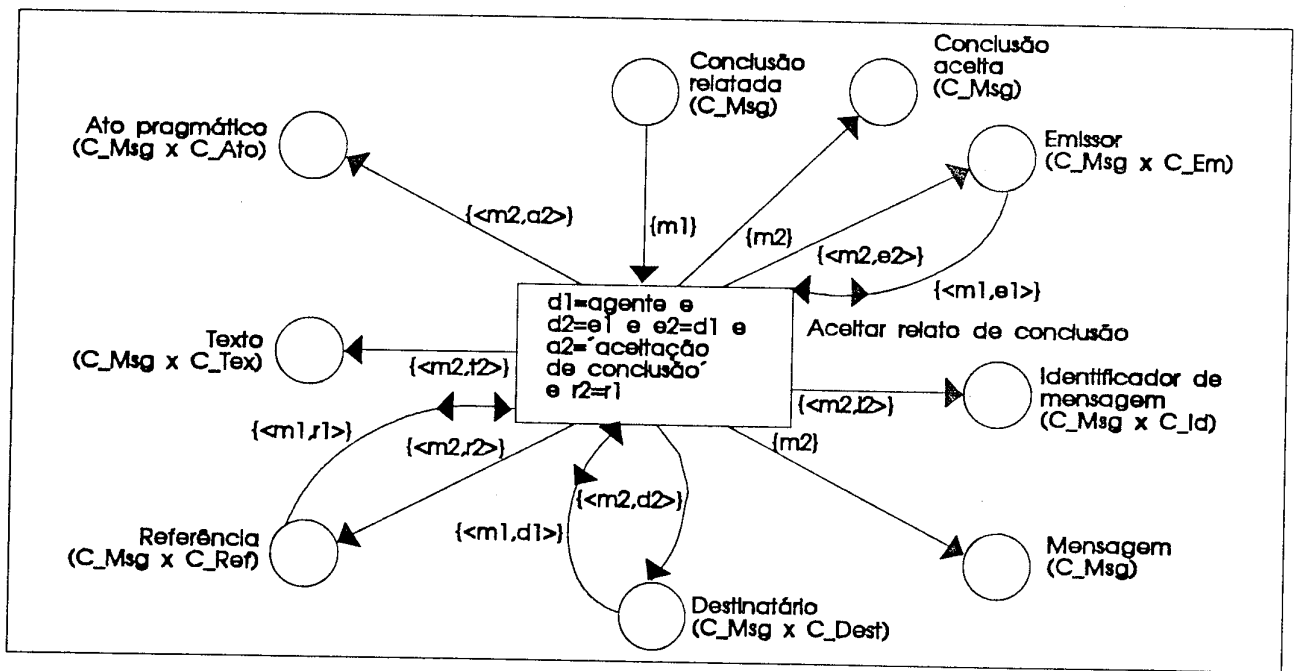 Conclusão
relatada
(C_Msg)
Conclusão
aceita
(C_Msg)
Ato pragmático
(C_Msg x C_Ato)
Emissor
(C_Msg x C_Em)
{<m2,a2>}
{m1}
{m2}
{<m2,e2>}
{<m1,e1>}
d1=agente e
d2=e1 e e2=d1 e
a2=´aceitação
de conclusão´
e r2=r1
Aceitar relato de conclusão
Texto
(C_Msg x C_Tex)
{<m2,t2>}
{<m2,i2>}
Identificador de
mensagem
(C_Msg x C_Id)
{<m1,r1>}
{<m2,r2>}
{m2}
{<m2,d2>}
{<m1,d1>}
Referência
(C_Msg x C_Ref)
Mensagem
(C_Msg)
Destinatário
(C_Msg x C_Dest)